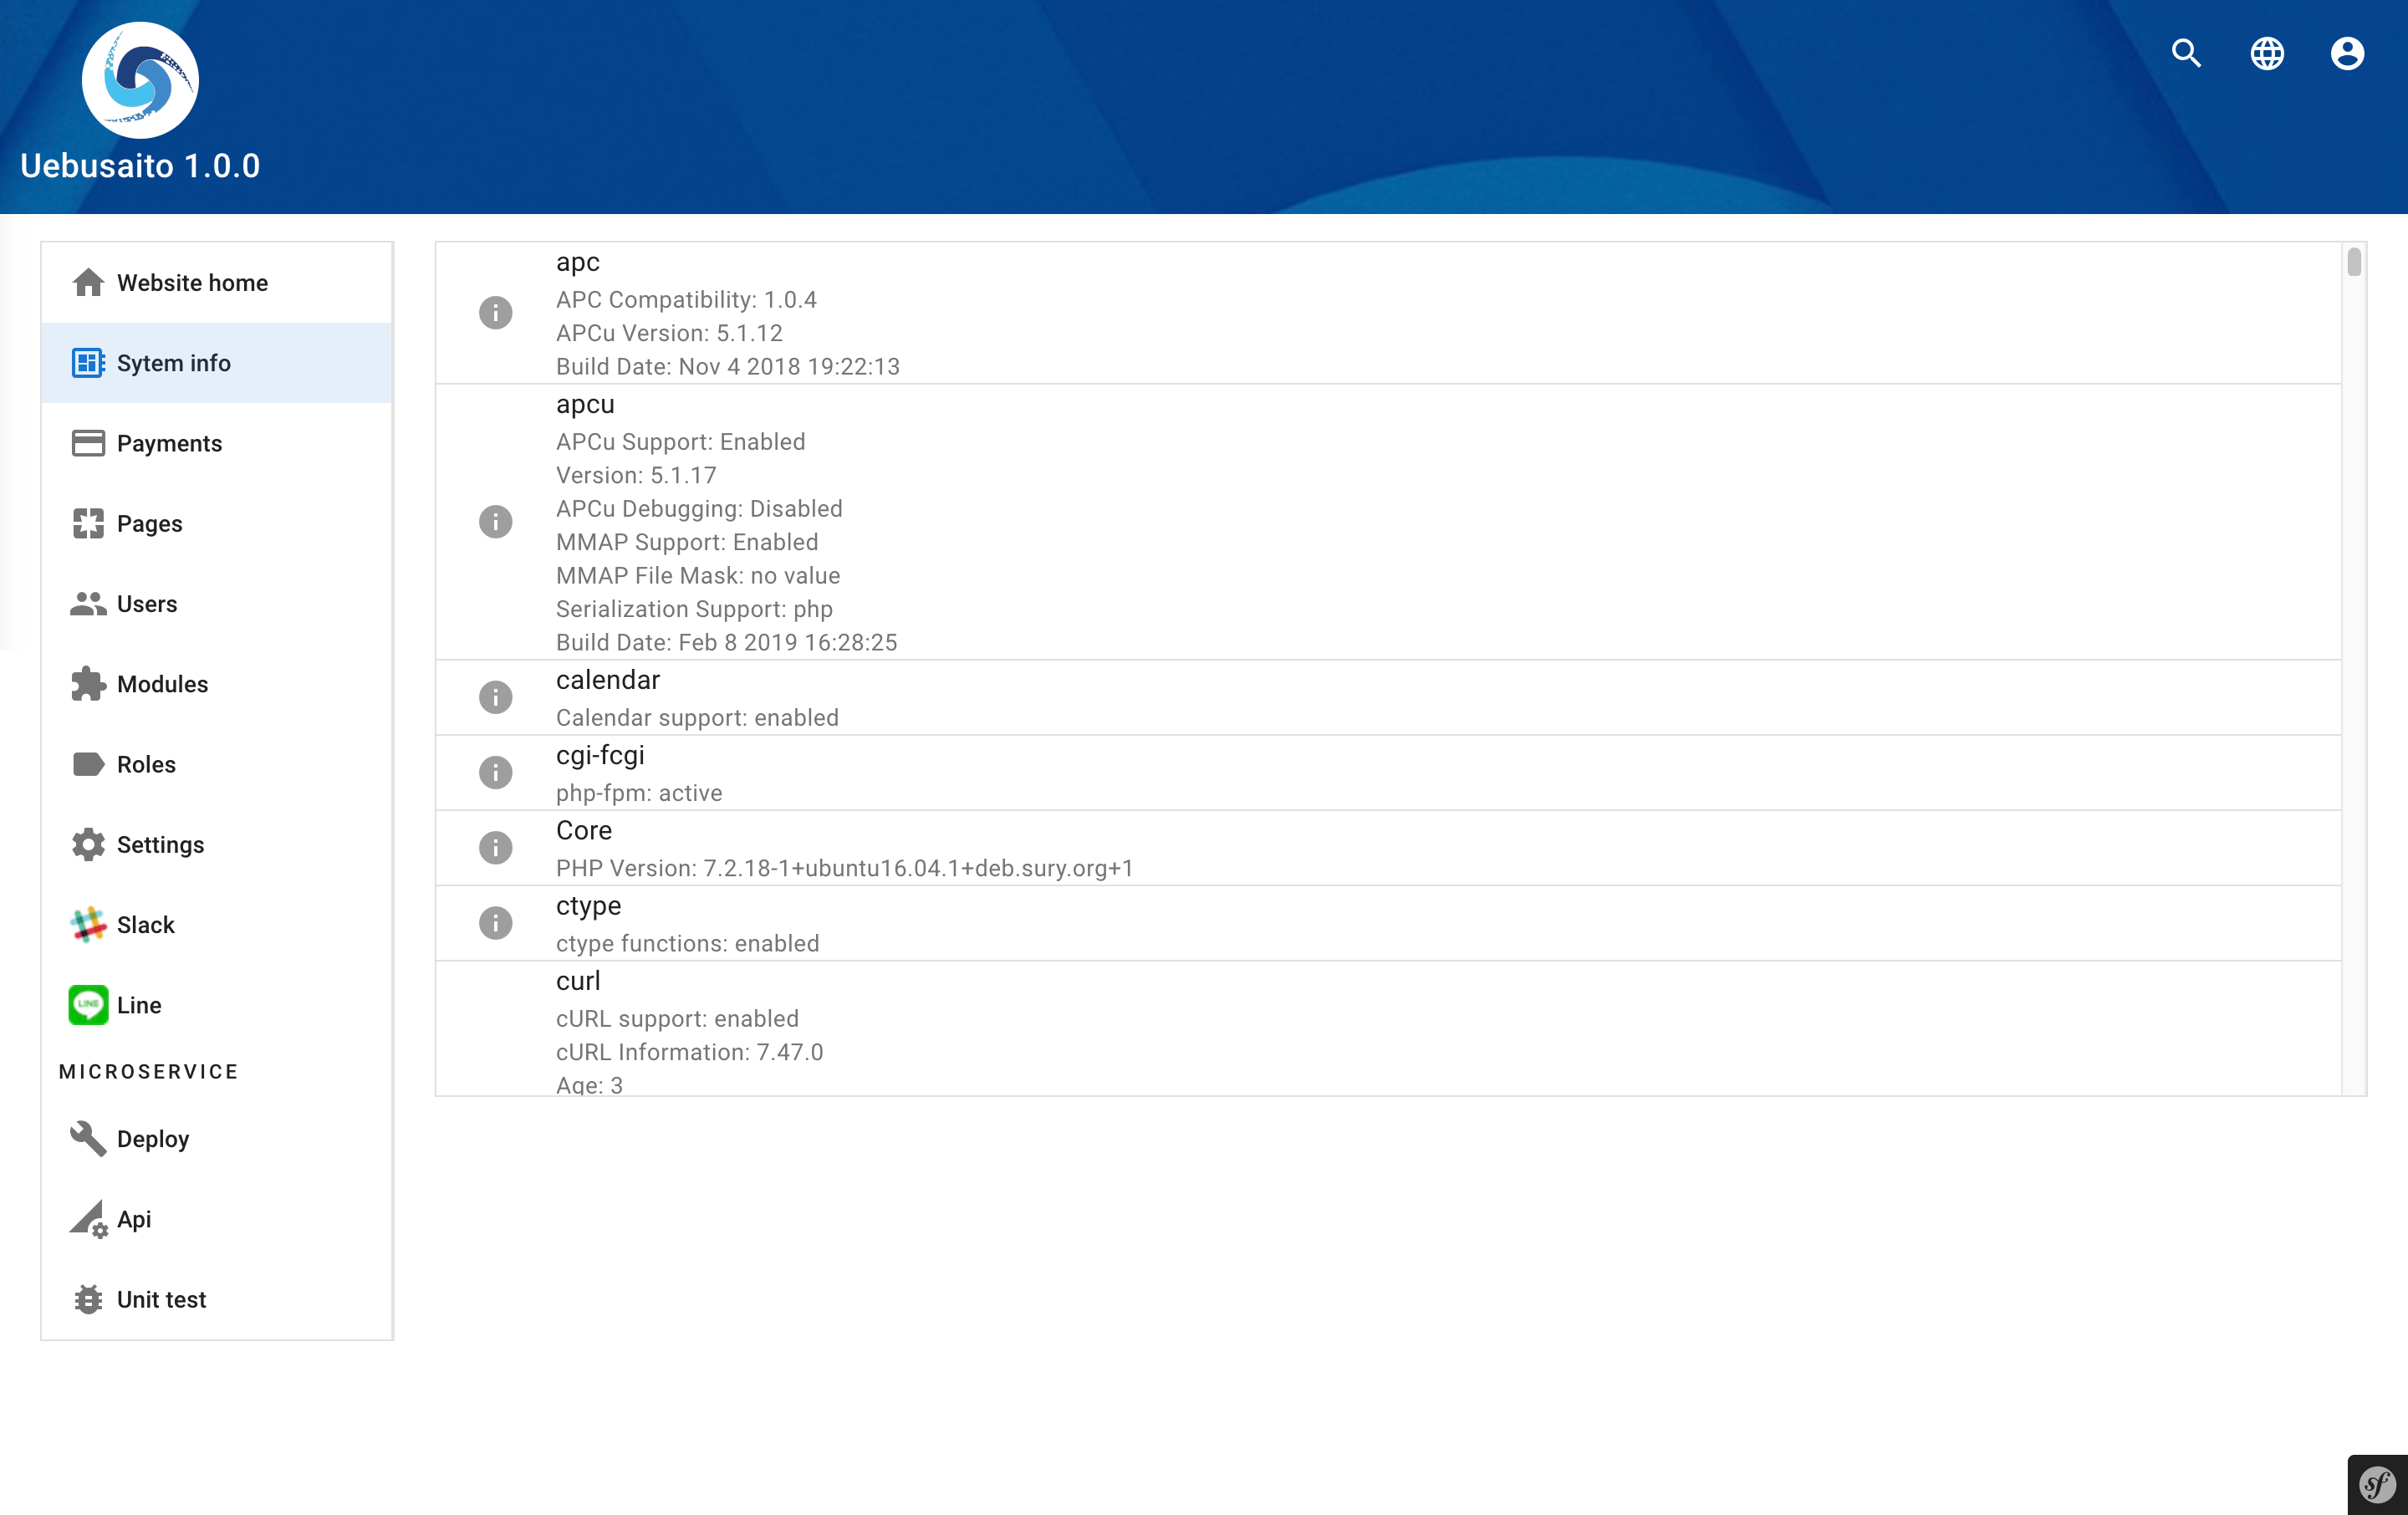 Uebusaito 1.0.0
Website home
Sytem info
Payments
Pages
Users
Modules
Roles
Settings
Slack
LINE
Line
MICROSERVICE
Deploy
Api
Unit test
apc
APC Compatibility: 1.0.4
APCu Version: 5.1.12
Build Date: Nov 4 2018 19:22:13
apcu
APCu Support: Enabled
Version: 5.1.17
APCu Debugging: Disabled
MMAP Support: Enabled
MMAP File Mask: no value
Serialization Support: php
Build Date: Feb 8 2019 16:28:25
calendar
Calendar support: enabled
cgi-fcgi
php-fpm: active
Core
PHP Version: 7.2.18-1+ubuntu16.04.1+deb.sury.org+1
ctype
ctype functions: enabled
curl
cURL support: enabled
cURL Information: 7.47.0
Age: 3
sf